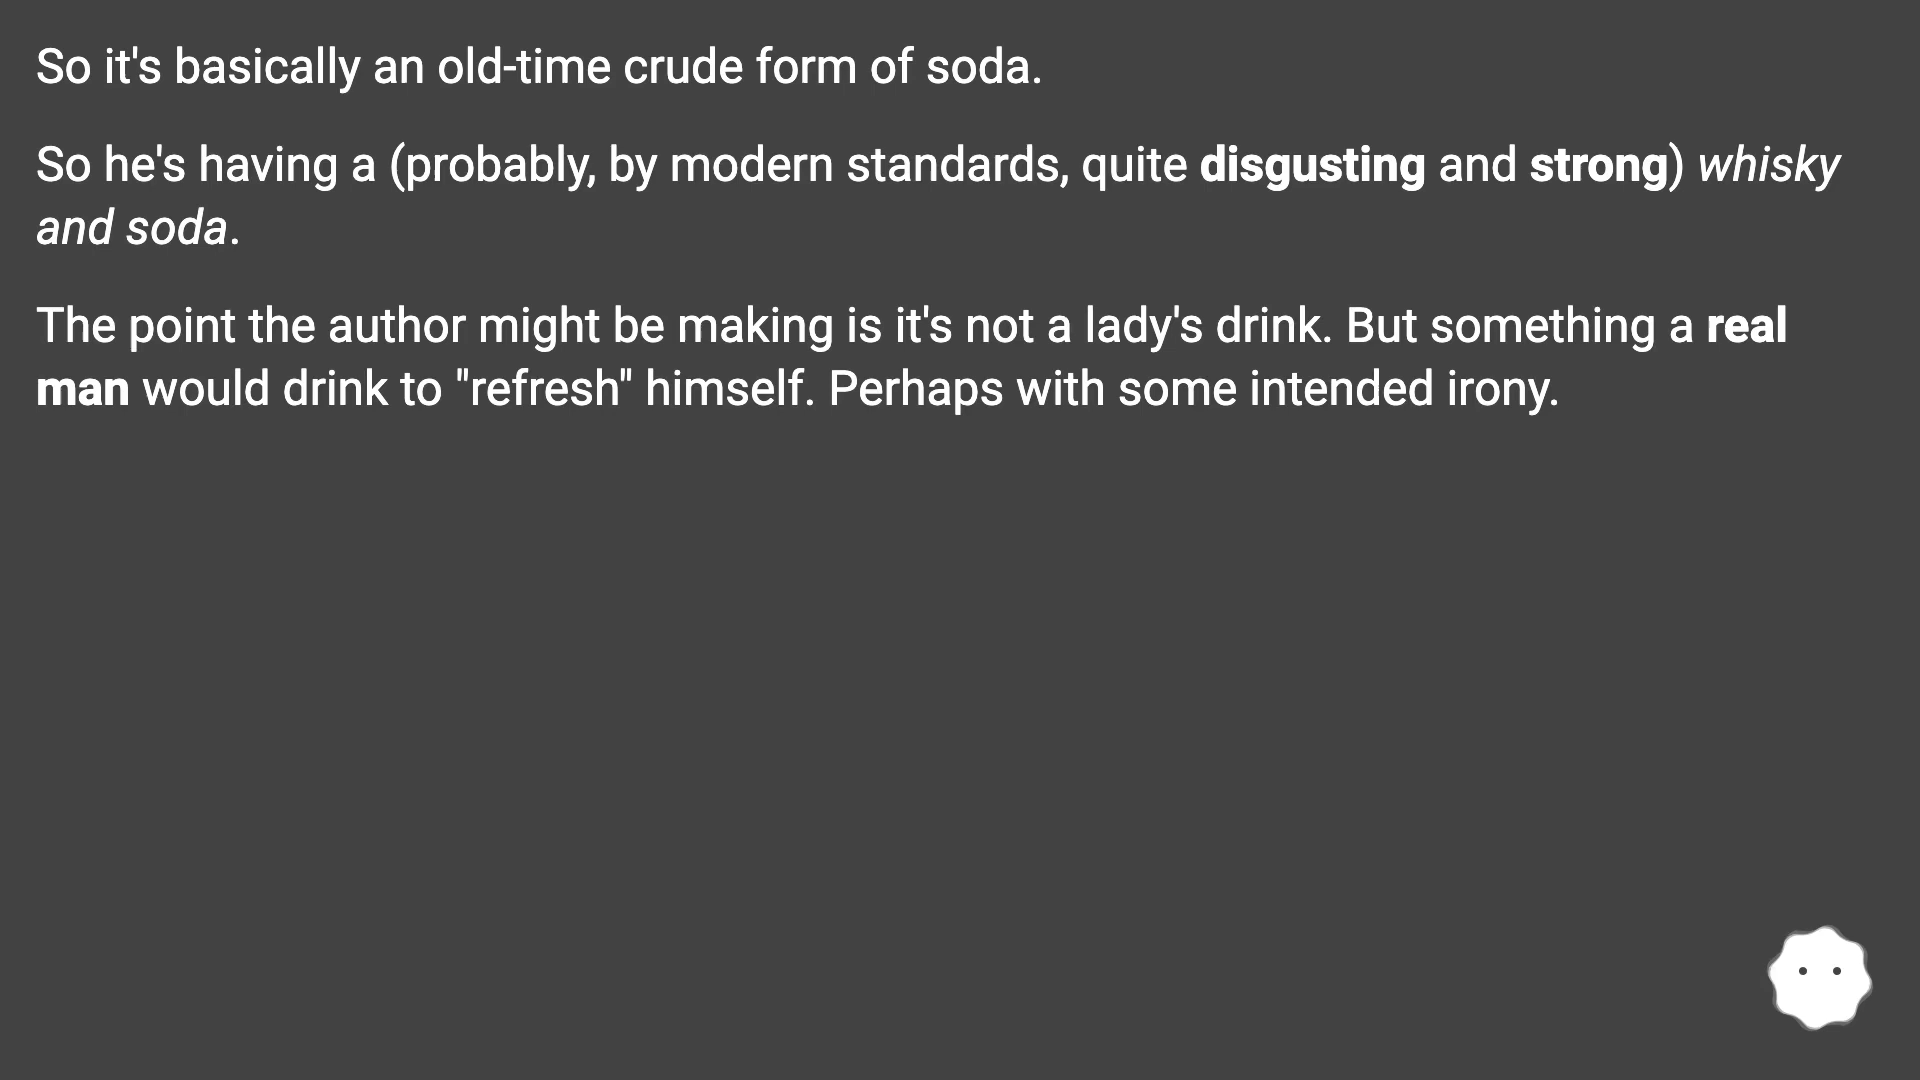 So it's basically an old-time crude form of soda.
So he's having a (probably, by modern standards, quite disgusting and strong) whisky
and soda.
The point the author might be making is it's not a lady's drink. But something a real
man would drink to "refresh" himself. Perhaps with some intended irony.